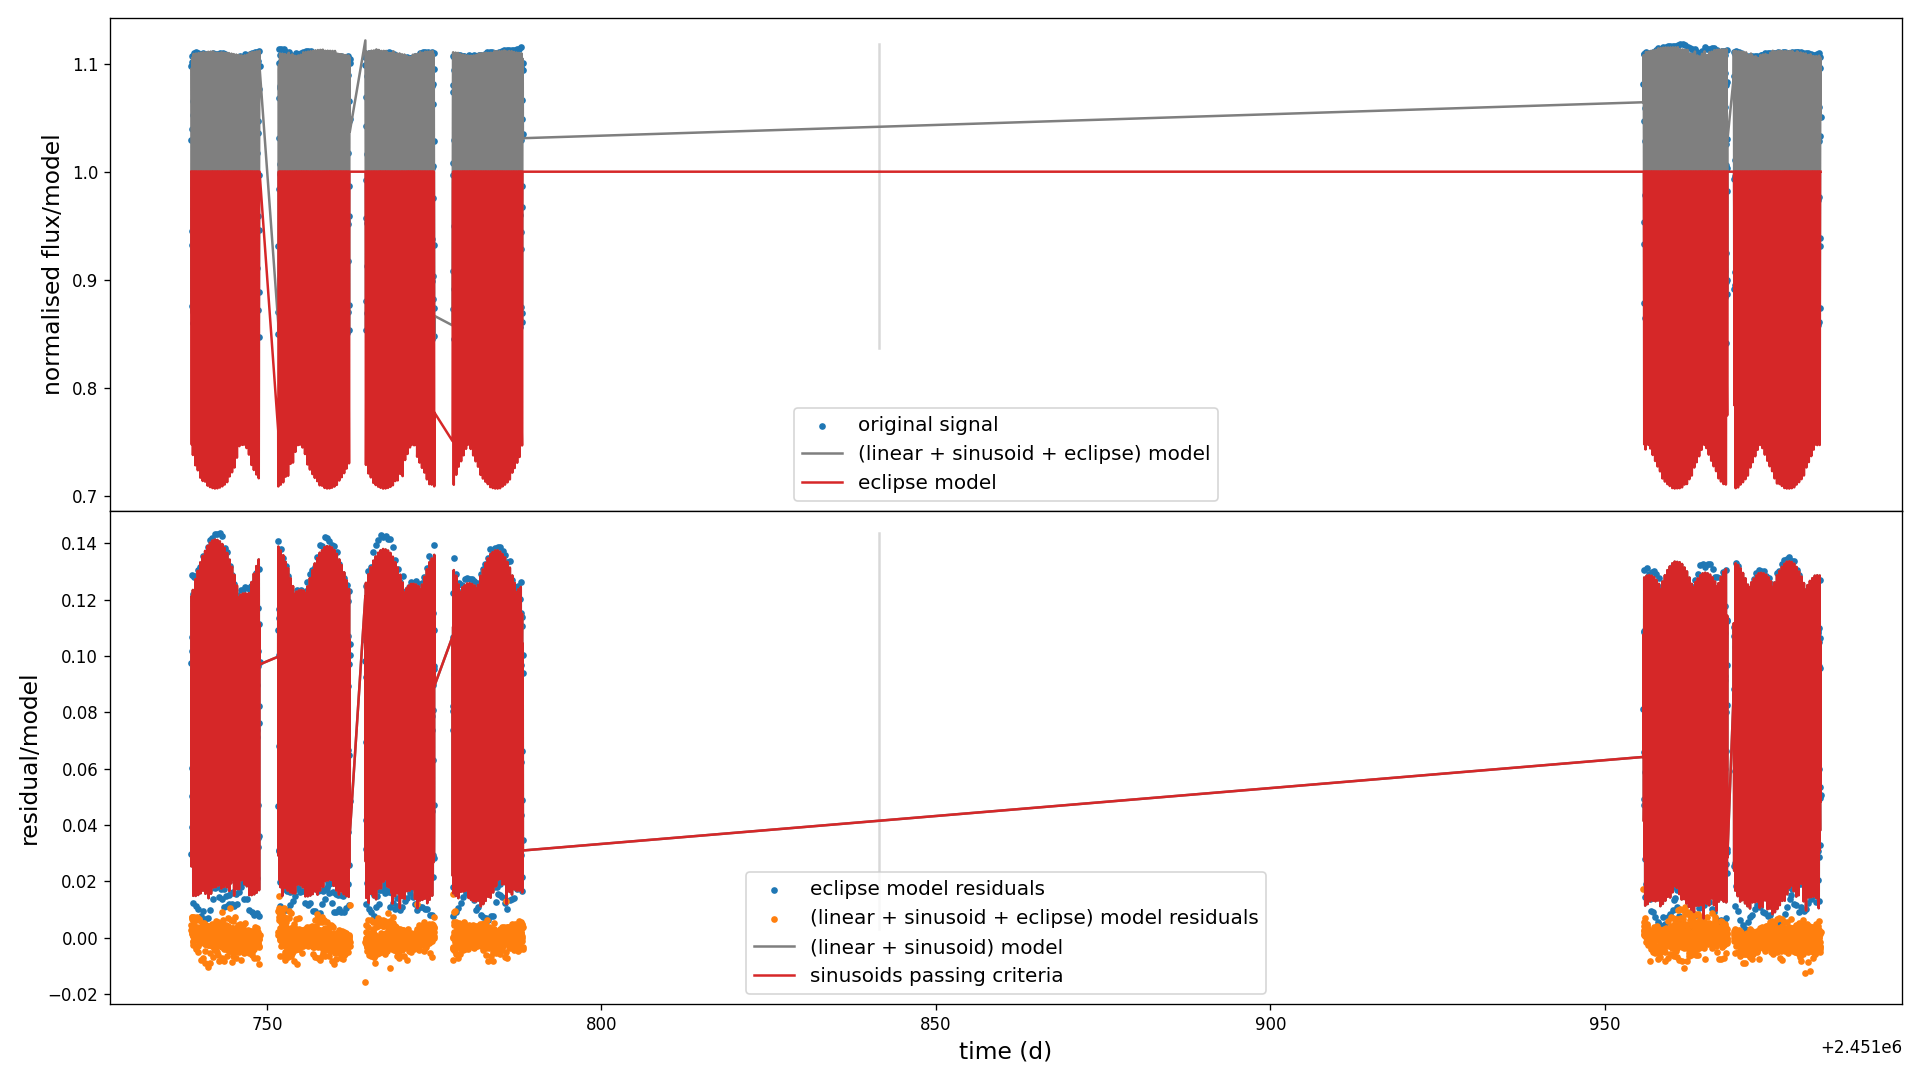 normalised flux/model
1.1
1.0
0.9
0.8
0.7
original signal
(linear + sinusoid + eclipse) model
eclipse model
residual/model
0.14
0.12
0.10
0.08
0.06
0.04
0.02
0.00
−0.02
eclipse model residuals
(linear + sinusoid + eclipse) model residuals
(linear + sinusoid) model
sinusoids passing criteria
750
800
850
900
950
time (d)
+2.451e6